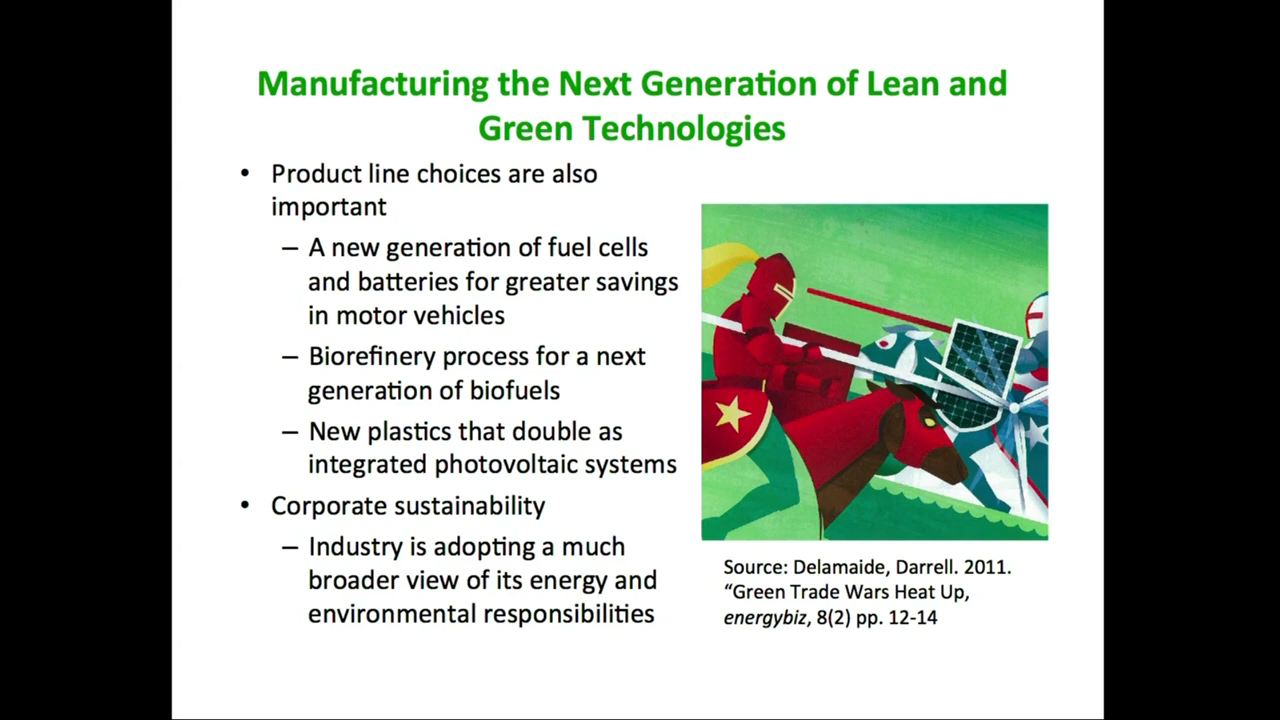 Manufacturing the Next Generation of Lean and
Green Technologies
• Product line choices are also
important
– A new generation of fuel cells
and batteries for greater savings
in motor vehicles
– Biorefinery process for a next
generation of biofuels
– New plastics that double as
integrated photovoltaic systems
• Corporate sustainability
– Industry is adopting a much
broader view of its energy and
environmental responsibilities
Source: Delamaide, Darrell. 2011.
“Green Trade Wars Heat Up,
energybiz, 8(2) pp. 12-14